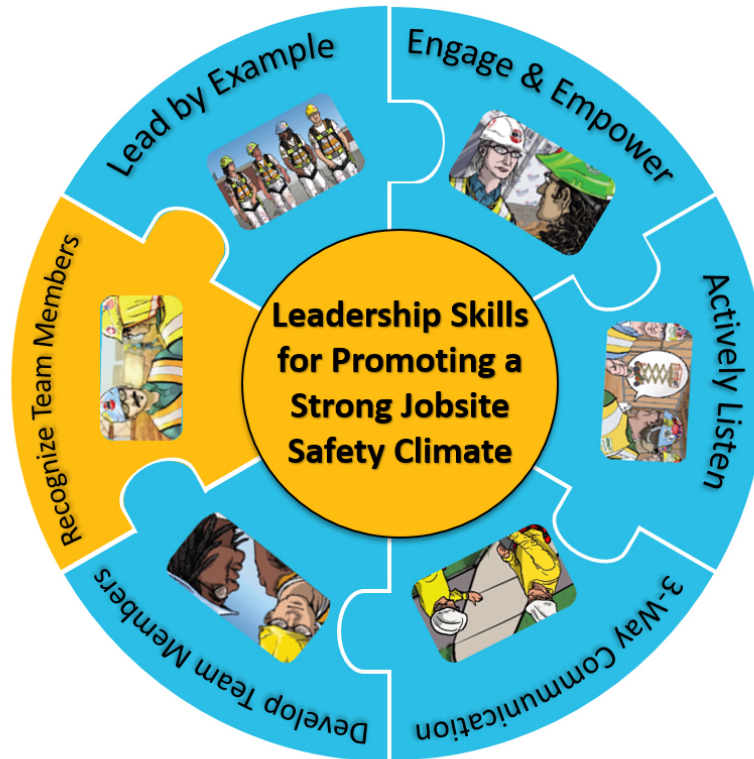 Leadership Skills
for Promoting a
Strong Jobsite
Safety Climate
Lead by Example
Engage & Empower
Actively Listen
3-Way Communication
Develop Team Members
Recognize Team Members